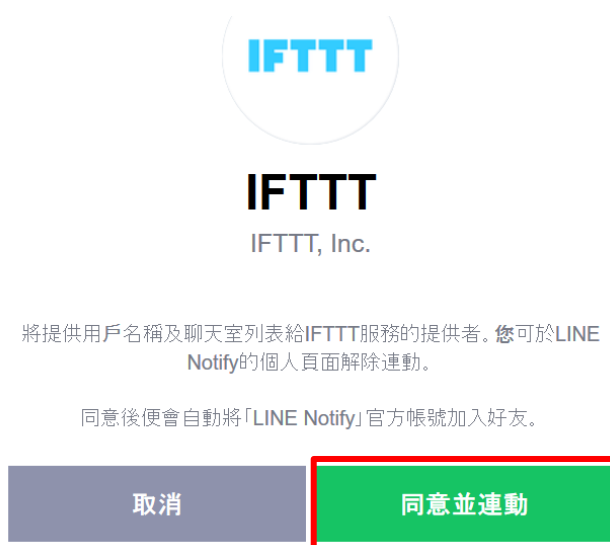 IFTTT
IFTTT
IFTTT, Inc.
將提供用戶名稱及聊天室列表給IFTTT服務的提供者。您可於LINE
Notify的個人頁面解除連動。
同意後便會自動將「LINE Notify」官方帳號加入好友。
取消
同意並連動